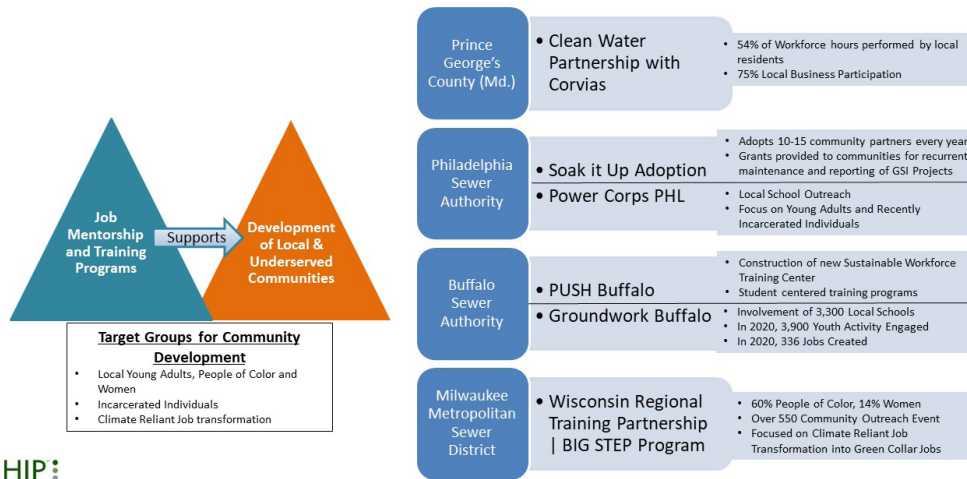 Job
Mentorship
and Training
Programs
Supports
Development
of Local &
Underserved
Communities
Target Groups for Community
Development
• Local Young Adults, People of Color and
Women
• Incarcerated Individuals
• Climate Reliant Job transformation
HIP
Prince
George's
County (Md.)
• Clean Water
Partnership with
Corvias
• 54% of Workforce hours performed by local
residents
• 75% Local Business Participation
Philadelphia
Sewer
Authority
• Soak it Up Adoption
• Adopts 10-15 community partners every year
• Grants provided to communities for recurrent
maintenance and reporting of GSI Projects
• Power Corps PHL
• Local School Outreach
• Focus on Young Adults and Recently
Incarcerated Individuals
Buffalo
Sewer
Authority
• PUSH Buffalo
• Construction of new Sustainable Workforce
Training Center
• Student centered training programs
• Groundwork Buffalo
• Involvement of 3,300 Local Schools
• In 2020, 3,900 Youth Activity Engaged
• In 2020, 336 Jobs Created
Milwaukee
Metropolitan
Sewer
District
• Wisconsin Regional
Training Partnership
| BIG STEP Program
• 60% People of Color, 14% Women
• Over 550 Community Outreach Event
• Focused on Climate Reliant Job
Transformation into Green Collar Jobs